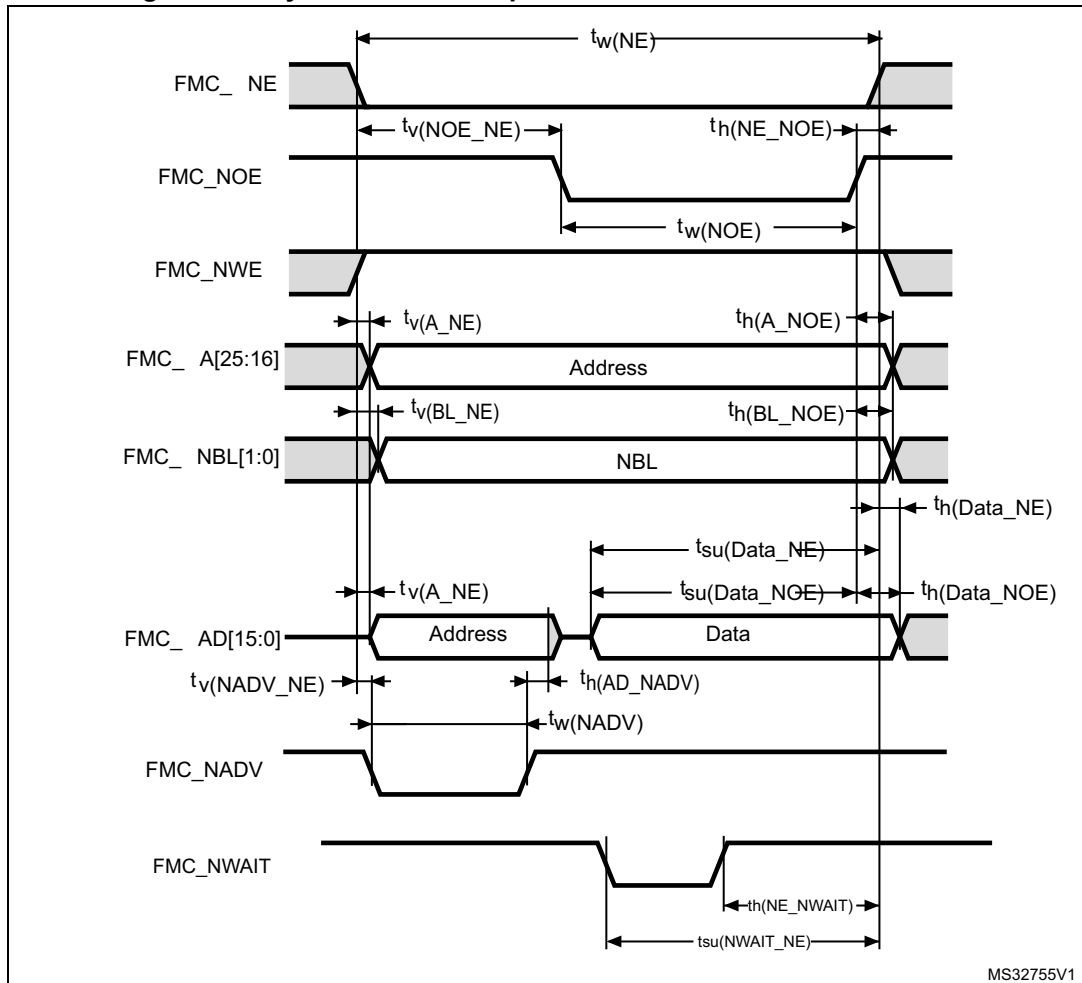 tw(NE)
FMC_ NE
tv(NOE_NE)
th(NE_NOE)
FMC_NOE
tw(NOE)
FMC_NWE
tv(A_NE)
th(A_NOE)
FMC_ A[25:16]
Address
tv(BL_NE)
th(BL_NOE)
FMC_ NBL[1:0]
NBL
th(Data_NE)
tsu(Data_NE)
tv(A_NE)
tsu(Data_NOE)
th(Data_NOE)
FMC_ AD[15:0]
Address
Data
tv(NADV_NE)
th(AD_NADV)
tw(NADV)
FMC_NADV
FMC_NWAIT
th(NE_NWAIT)
tsu(NWAIT_NE)
MS32755V1